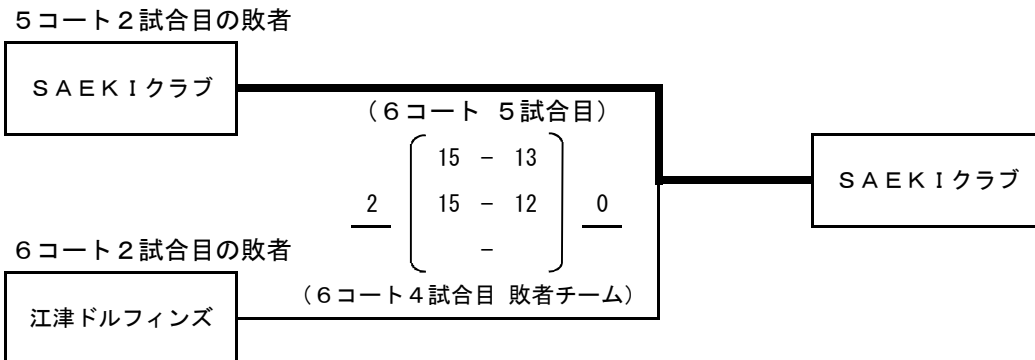 ５コート２試合目の敗者
ＳＡＥＫＩクラブ
（６コート ５試合目）
15 － 13
ＳＡＥＫＩクラブ
2 15 － 12 0
－
６コート２試合目の敗者
（６コート４試合目 敗者チーム）
江津ドルフィンズ